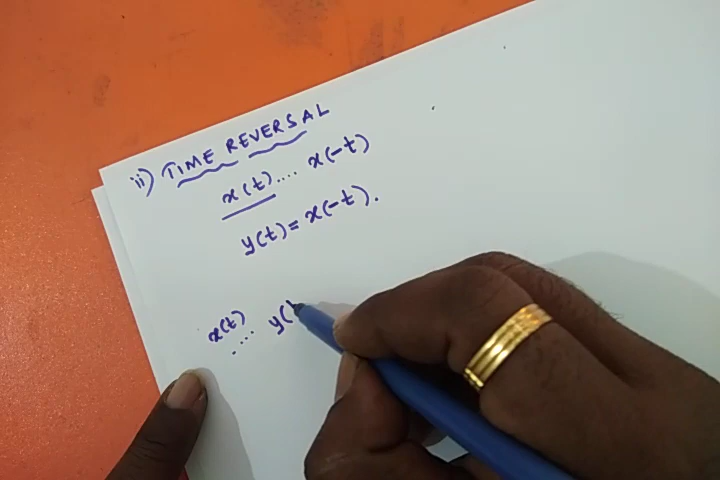 ii) TIME REVERSAL
x(t).... x(-t)
y(t) = x(-t).
x(t) .... y(t